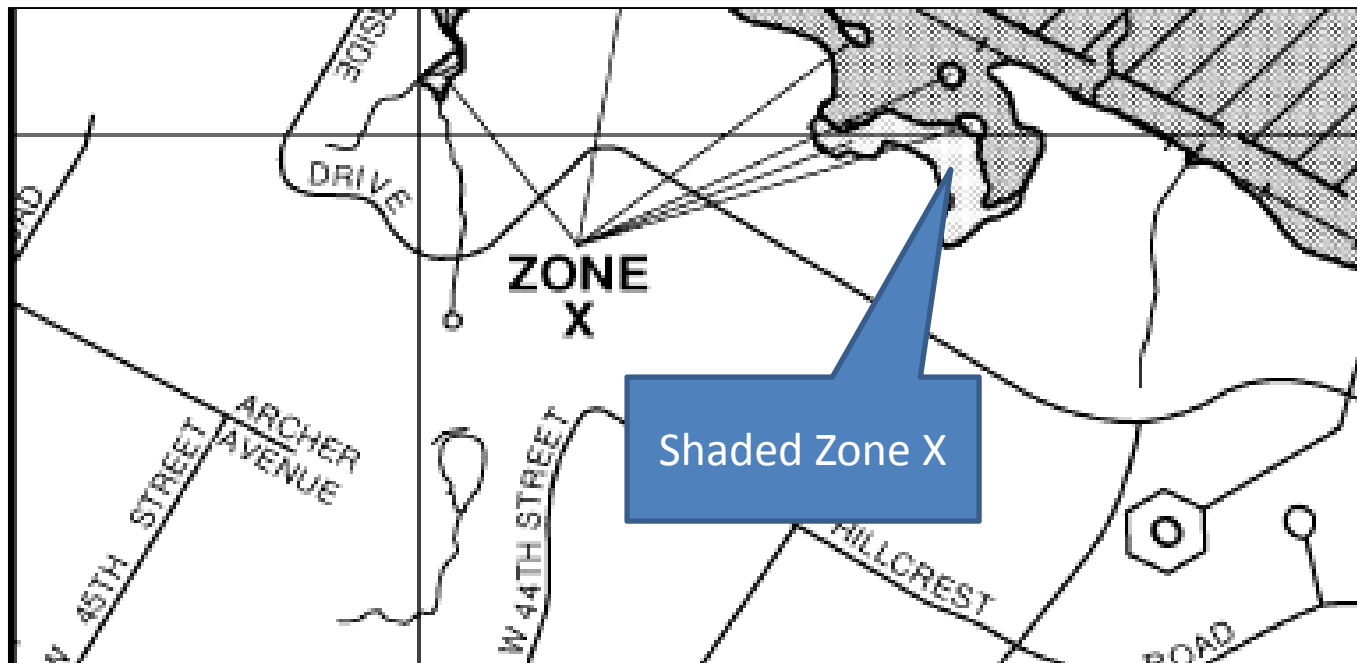 DRIVE
ZONE
X
Shaded Zone X
ARCHER
AVENUE
W 45TH STREET
W 44TH STREET
HILLCREST
ROAD